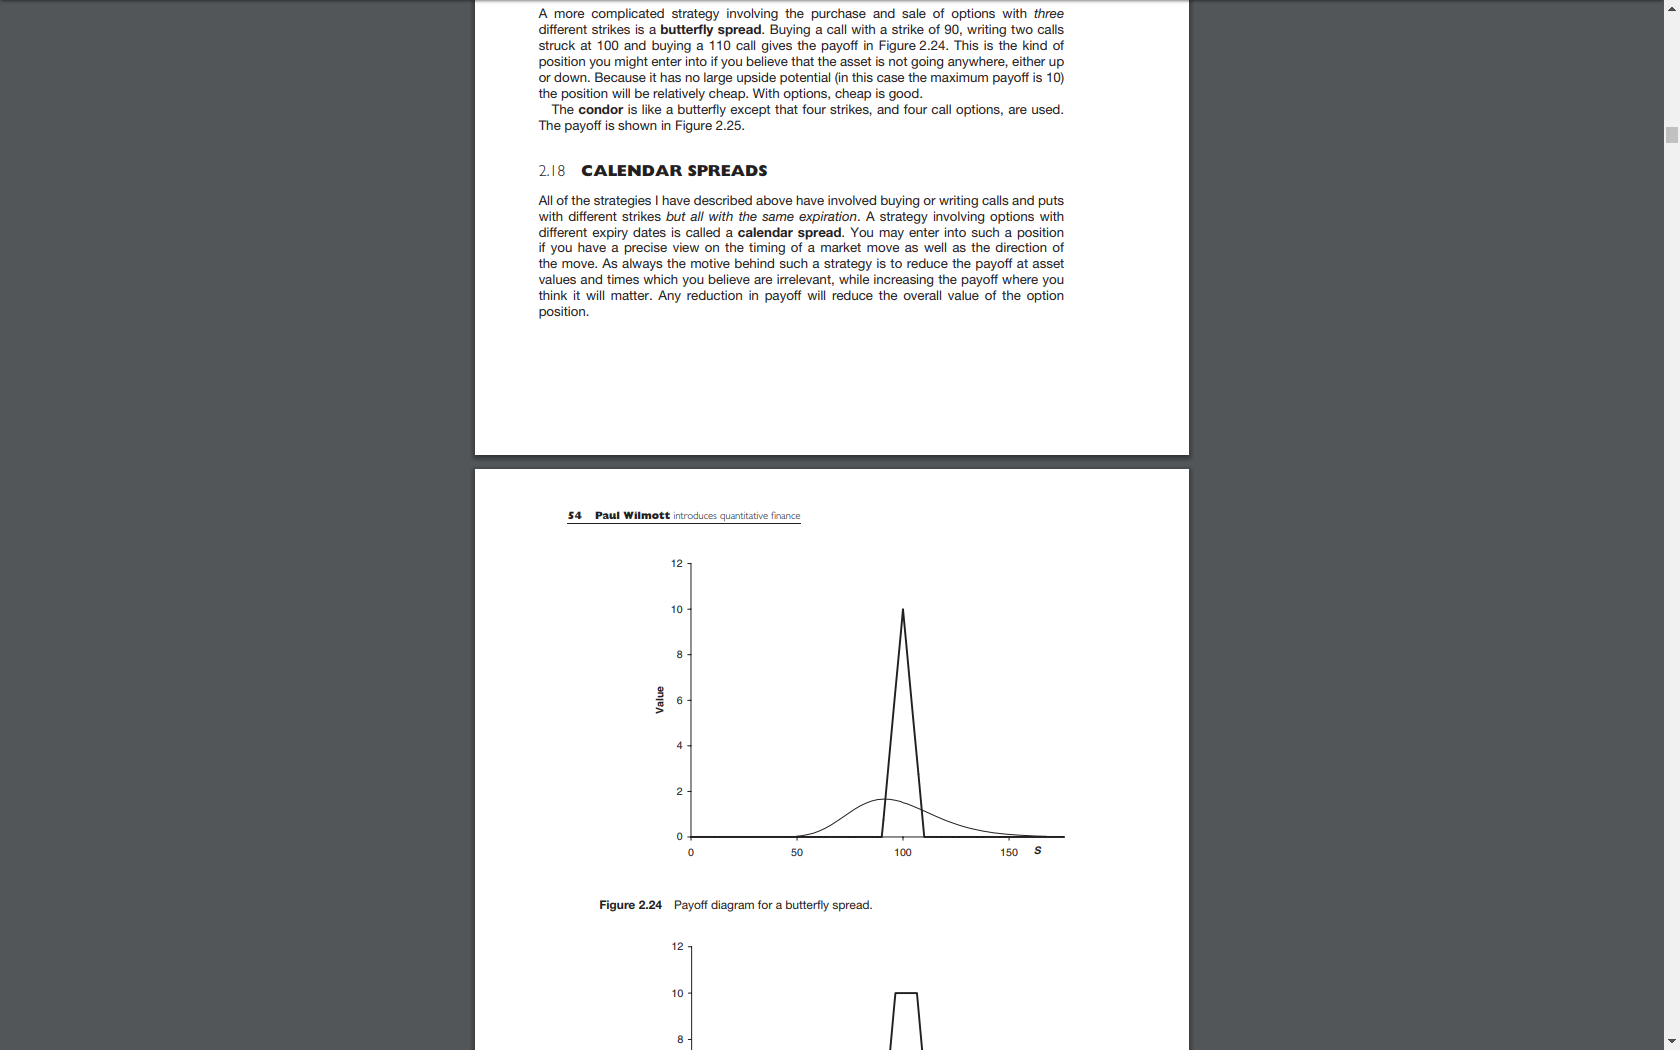 A more complicated strategy involving the purchase and sale of options with three
different strikes is a butterfly spread. Buying a call with a strike of 90, writing two calls
struck at 100 and buying a 110 call gives the payoff in Figure 2.24. This is the kind of
position you might enter into if you believe that the asset is not going anywhere, either up
or down. Because it has no large upside potential (in this case the maximum payoff is 10)
the position will be relatively cheap. With options, cheap is good.
The condor is like a butterfly except that four strikes, and four call options, are used.
The payoff is shown in Figure 2.25.
2.18 CALENDAR SPREADS
All of the strategies I have described above have involved buying or writing calls and puts
with different strikes but all with the same expiration. A strategy involving options with
different expiry dates is called a calendar spread. You may enter into such a position
if you have a precise view on the timing of a market move as well as the direction of
the move. As always the motive behind such a strategy is to reduce the payoff at asset
values and times which you believe are irrelevant, while increasing the payoff where you
think it will matter. Any reduction in payoff will reduce the overall value of the option
position.
54 Paul Wilmott introduces quantitative finance
12
10
8
Value
6
4
2
0
0 50 100 150 S
Figure 2.24 Payoff diagram for a butterfly spread.
12
10
8